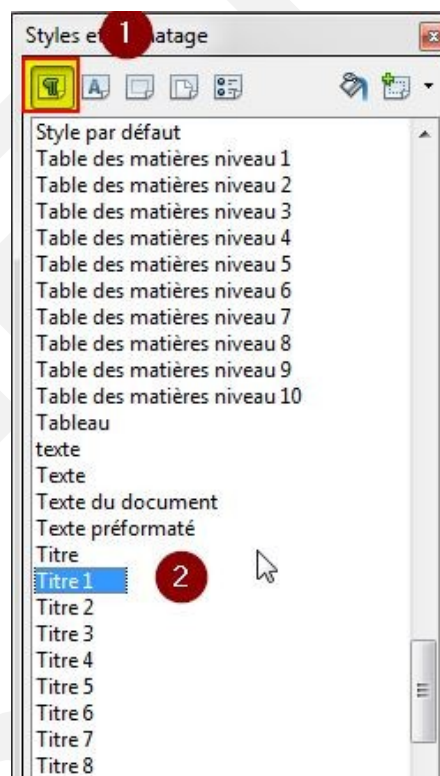 Styles et 1 atage
Style par défaut
Table des matières niveau 1
Table des matières niveau 2
Table des matières niveau 3
Table des matières niveau 4
Table des matières niveau 5
Table des matières niveau 6
Table des matières niveau 7
Table des matières niveau 8
Table des matières niveau 9
Table des matières niveau 10
Tableau
texte
Texte
Texte du document
Texte préformaté
Titre
Titre 1 2
Titre 2
Titre 3
Titre 4
Titre 5
Titre 6
Titre 7
Titre 8